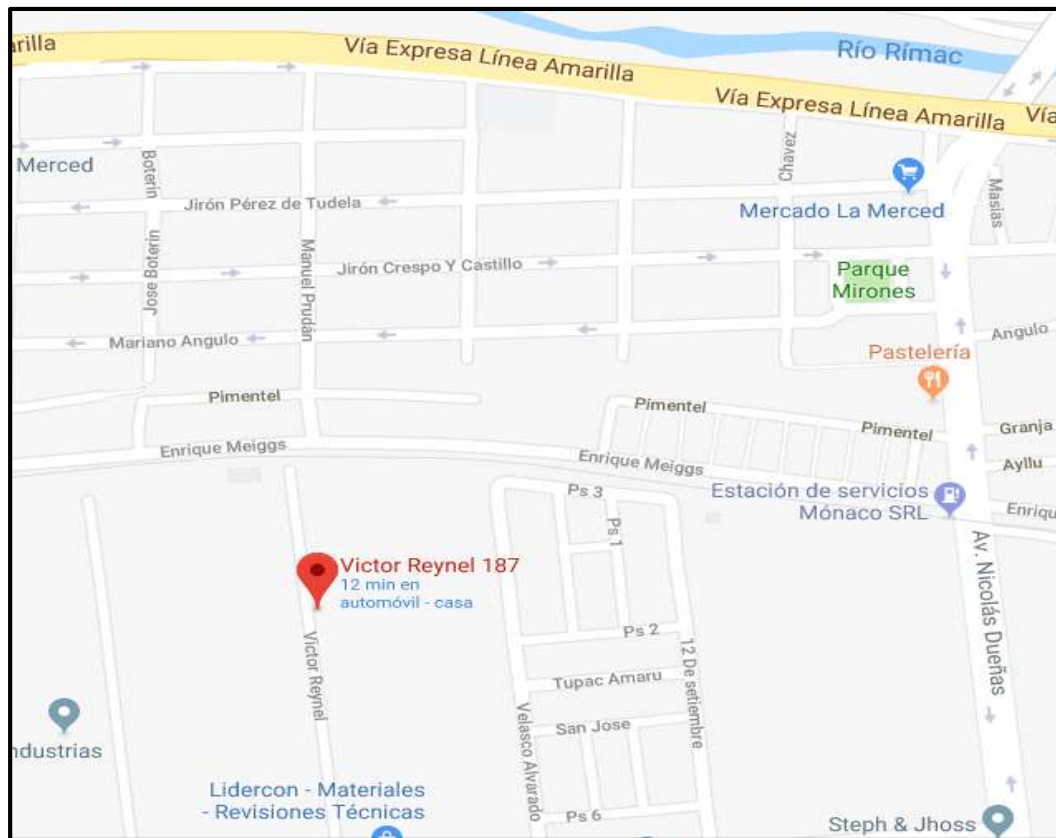 arilla
Vía Expresa Línea Amarilla
Río Rímac
Vía Expresa Línea Amarilla
Vía
Merced
Boterin
Chavez
Masias
Mercado La Merced
Jirón Pérez de Tudela
Jose Boterin
Manuel Prudán
Jirón Crespo Y Castillo
Parque
Mirones
Mariano Angulo
Angulo
Pastelería
Pimentel
Pimentel
Pimentel
Granja
Enrique Meiggs
Enrique Meiggs
Ayllu
Estación de servicios
Mónaco SRL
Enrique
Ps 3
Ps 1
Victor Reynel 187
12 min en
automóvil - casa
Av. Nicolás Dueñas
Victor Reynel
Ps 2
12 De setiembre
Tupac Amaru
Velasco Alvarado
San Jose
ndustrias
Lidercon - Materiales
- Revisiones Técnicas
Ps 6
Steph & Jhoss